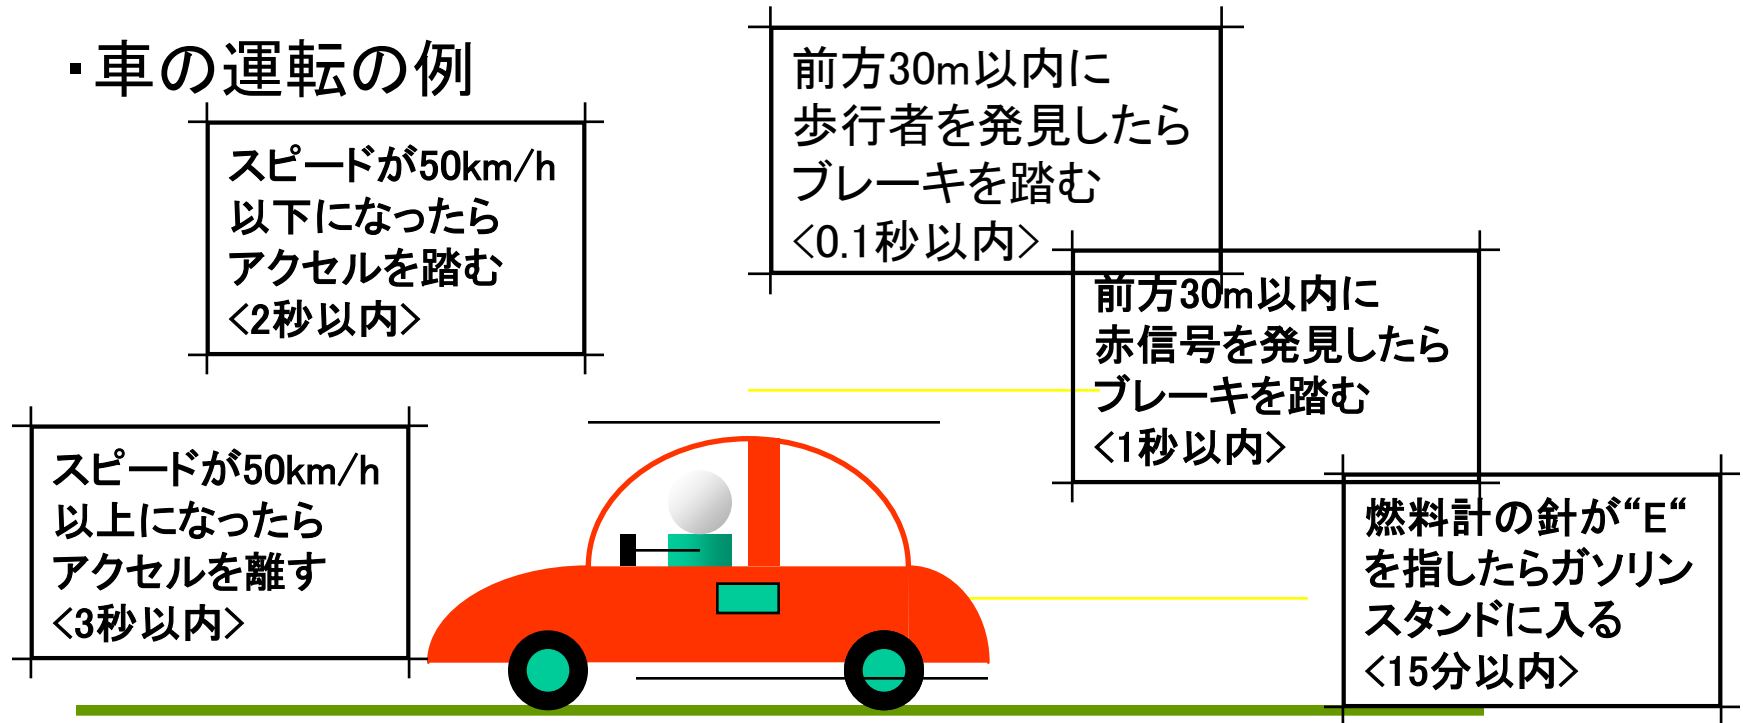 ・車の運転の例
スピードが50km/h
以下になったら
アクセルを踏む
<2秒以内>
前方30m以内に
歩行者を発見したら
ブレーキを踏む
<0.1秒以内>
前方30m以内に
赤信号を発見したら
ブレーキを踏む
<1秒以内>
スピードが50km/h
以上になったら
アクセルを離す
<3秒以内>
燃料計の針が“E“
を指したらガソリン
スタンドに入る
<15分以内>